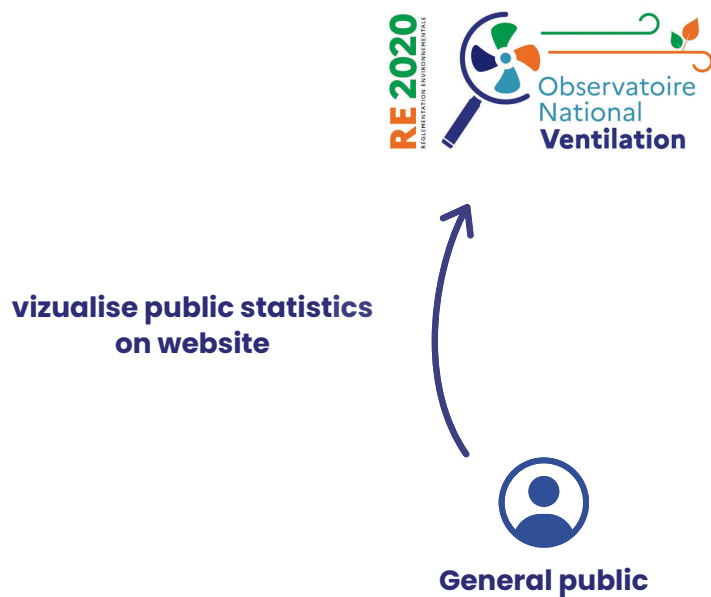 RE 2020
RÉGLEMENTATION ENVIRONNEMENTALE
Observatoire
National
Ventilation
vizualise public statistics
on website
General public